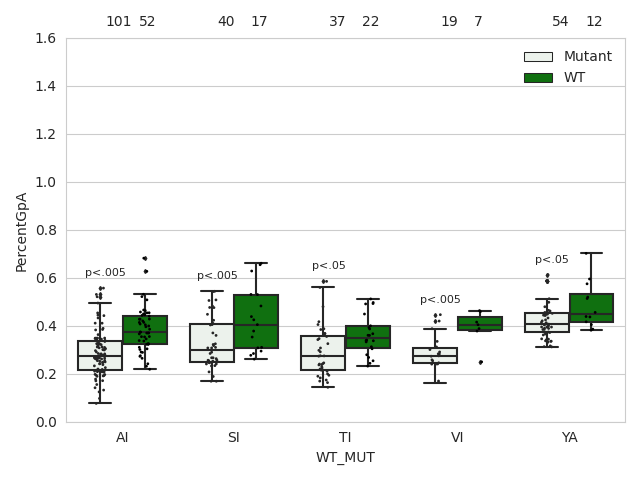 101 52 40 17 37 22 19 7 54 12
1.6
Mutant
WT
1.4
1.2
1.0
0.8
PercentGpA
p<.005 p<.005 p<.05 p<.005 p<.05
0.6
0.4
0.2
0.0
AI SI TI VI YA
WT_MUT